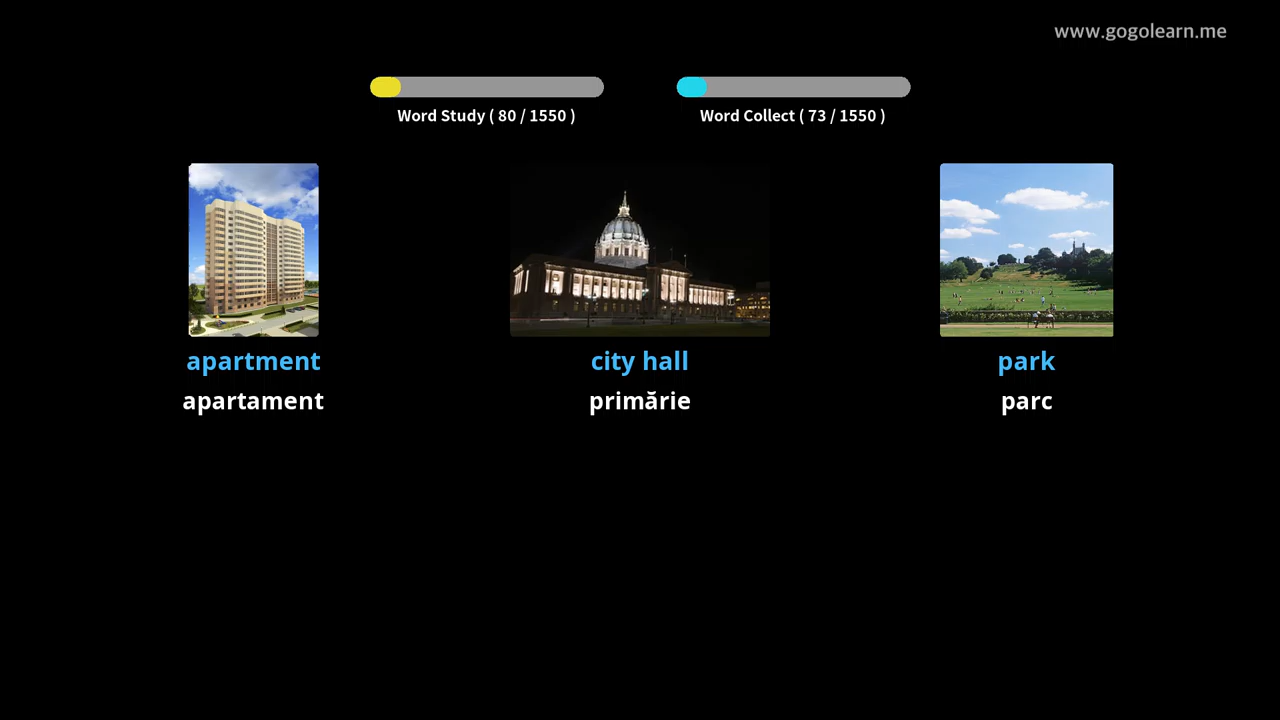 www.gogolearn.me
Word Study ( 80 / 1550 )
Word Collect ( 73 / 1550 )
apartment
apartament
city hall
primărie
park
parc